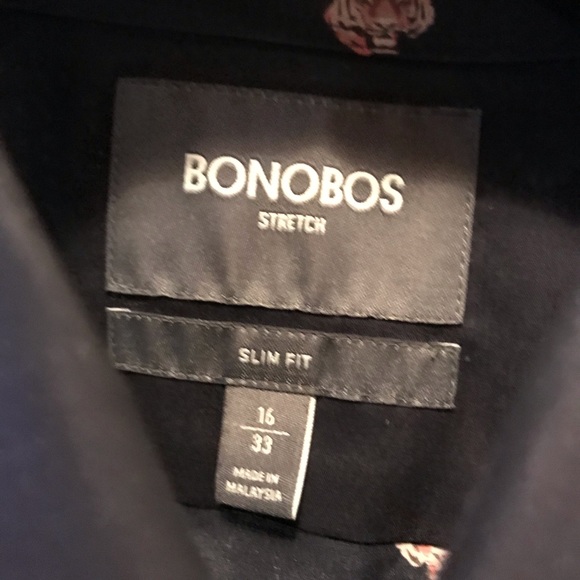 BONOBOS
STRETCH
SLIM FIT
16
33
MADE IN
MALAYSIA